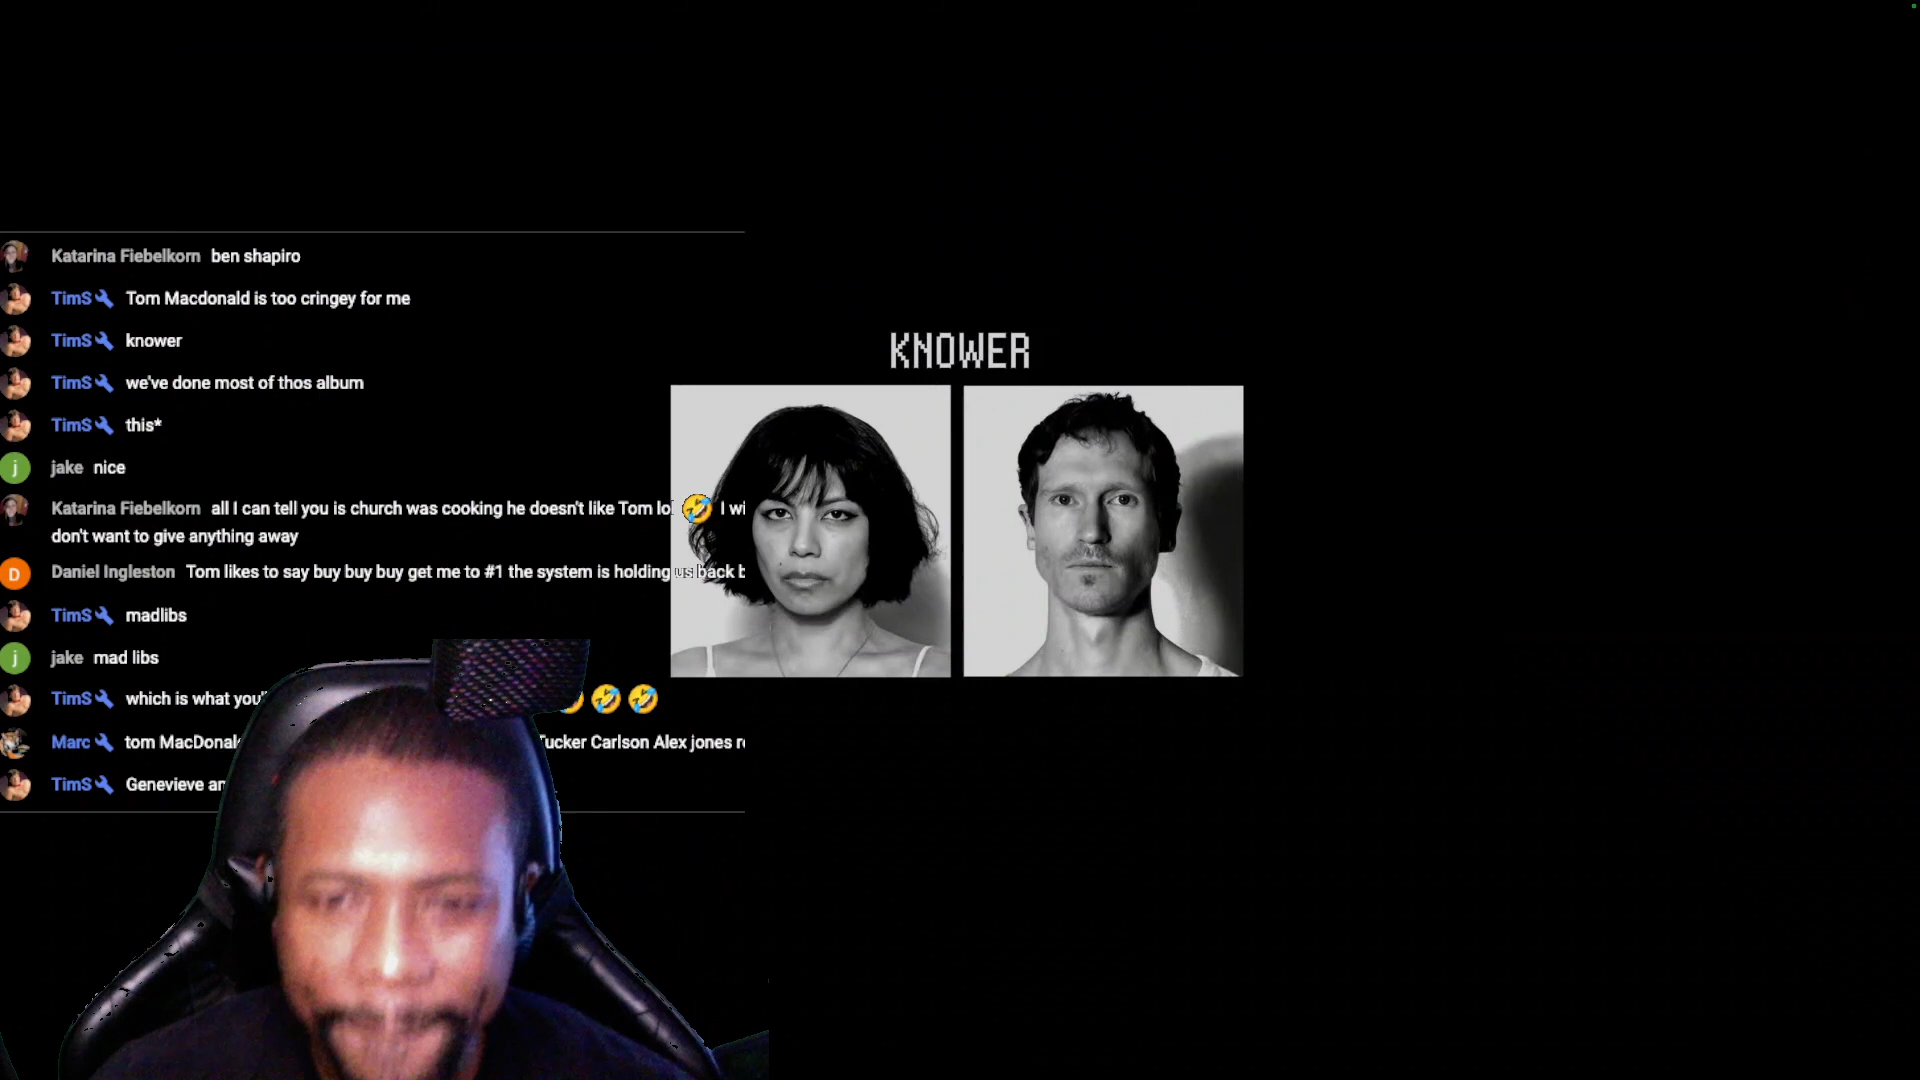 Katarina Fiebelkorn ben shapiro
TimS Tom Macdonald is too cringey for me
TimS knower
KNOWER
TimS we've done most of thos album
TimS this*
j jake nice
Katarina Fiebelkorn all I can tell you is church was cooking he doesn't like Tom lo 🤣 I wi
don't want to give anything away
D Daniel Ingleston Tom likes to say buy buy buy get me to #1 the system is holding us back b
TimS madlibs
j jake mad libs
TimS which is what you 🤣 🤣
Marc tom MacDonal Tucker Carlson Alex jones r
TimS Genevieve an